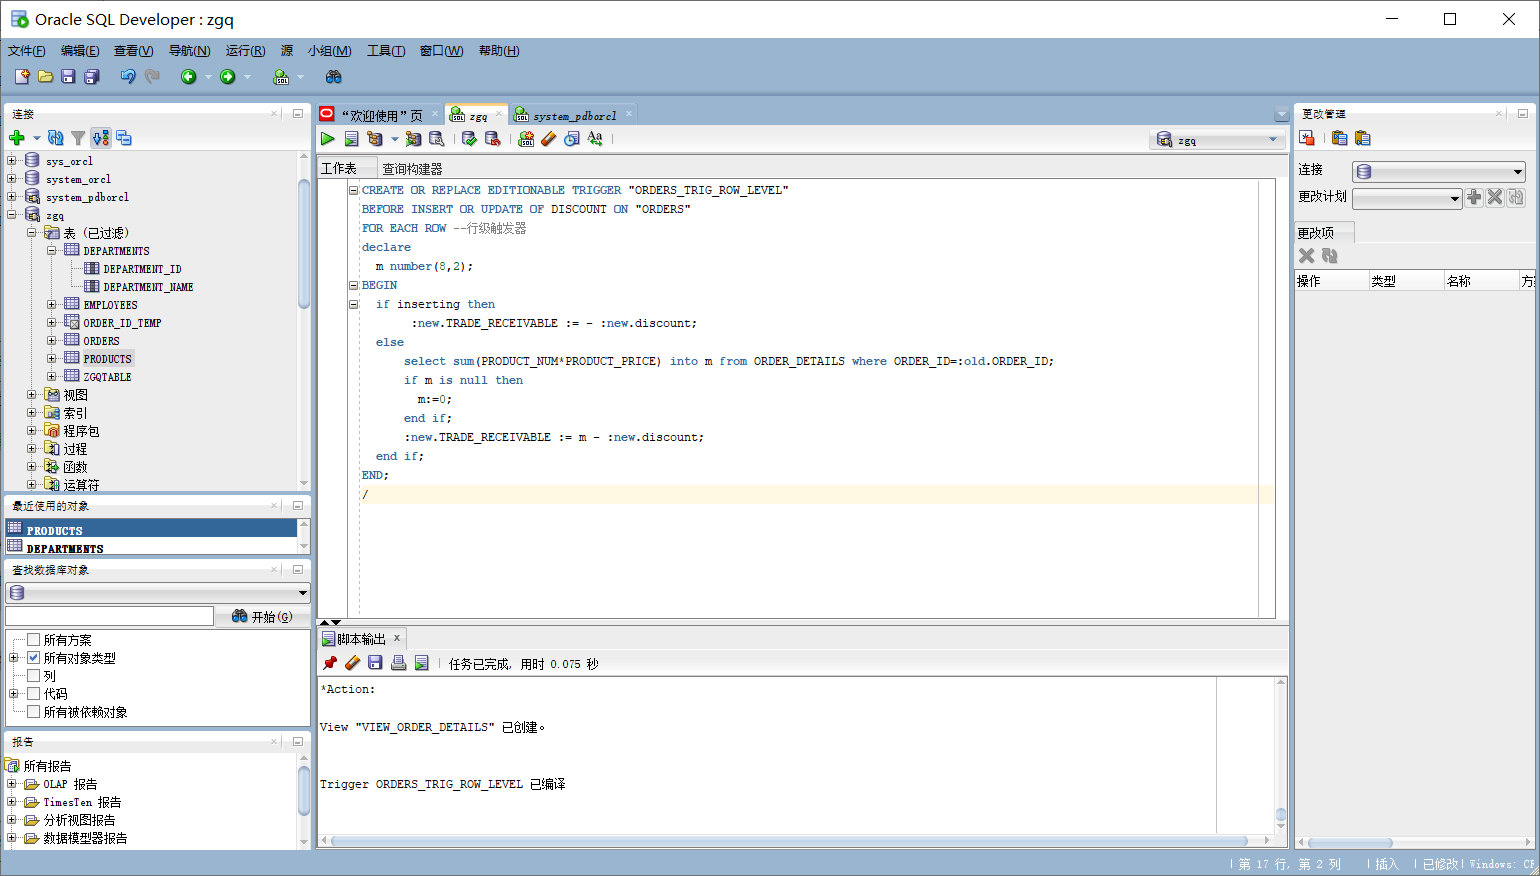 Oracle SQL Developer : zgq
文件(F) 编辑(E) 查看(V) 导航(N) 运行(R) 源 小组(M) 工具(T) 窗口(W) 帮助(H)
连接
sys_orcl
system_orcl
system_pdborcl
zgq
表 (已过滤)
DEPARTMENTS
DEPARTMENT_ID
DEPARTMENT_NAME
EMPLOYEES
ORDER_ID_TEMP
ORDERS
PRODUCTS
ZGQTABLE
视图
索引
程序包
过程
函数
运算符
最近使用的对象
PRODUCTS
DEPARTMENTS
查找数据库对象
开始(G)
所有方案
所有对象类型
列
代码
所有被依赖对象
报告
所有报告
OLAP 报告
TimesTen 报告
分析视图报告
数据模型器报告
“欢迎使用”页 zgq system_pdborcl
zgq
工作表 查询构建器
CREATE OR REPLACE EDITIONABLE TRIGGER "ORDERS_TRIG_ROW_LEVEL"
BEFORE INSERT OR UPDATE OF DISCOUNT ON "ORDERS"
FOR EACH ROW --行级触发器
declare
m number(8,2);
BEGIN
if inserting then
:new.TRADE_RECEIVABLE := - :new.discount;
else
select sum(PRODUCT_NUM*PRODUCT_PRICE) into m from ORDER_DETAILS where ORDER_ID=:old.ORDER_ID;
if m is null then
m:=0;
end if;
:new.TRADE_RECEIVABLE := m - :new.discount;
end if;
END;
/
脚本输出 x
任务已完成, 用时 0.075 秒
*Action:
View "VIEW_ORDER_DETAILS" 已创建。
Trigger ORDERS_TRIG_ROW_LEVEL 已编译
更改管理
连接
更改计划
更改项
操作 类型 名称 方案
第 17 行, 第 2 列 | 插入 | 已修改| Windows: CR